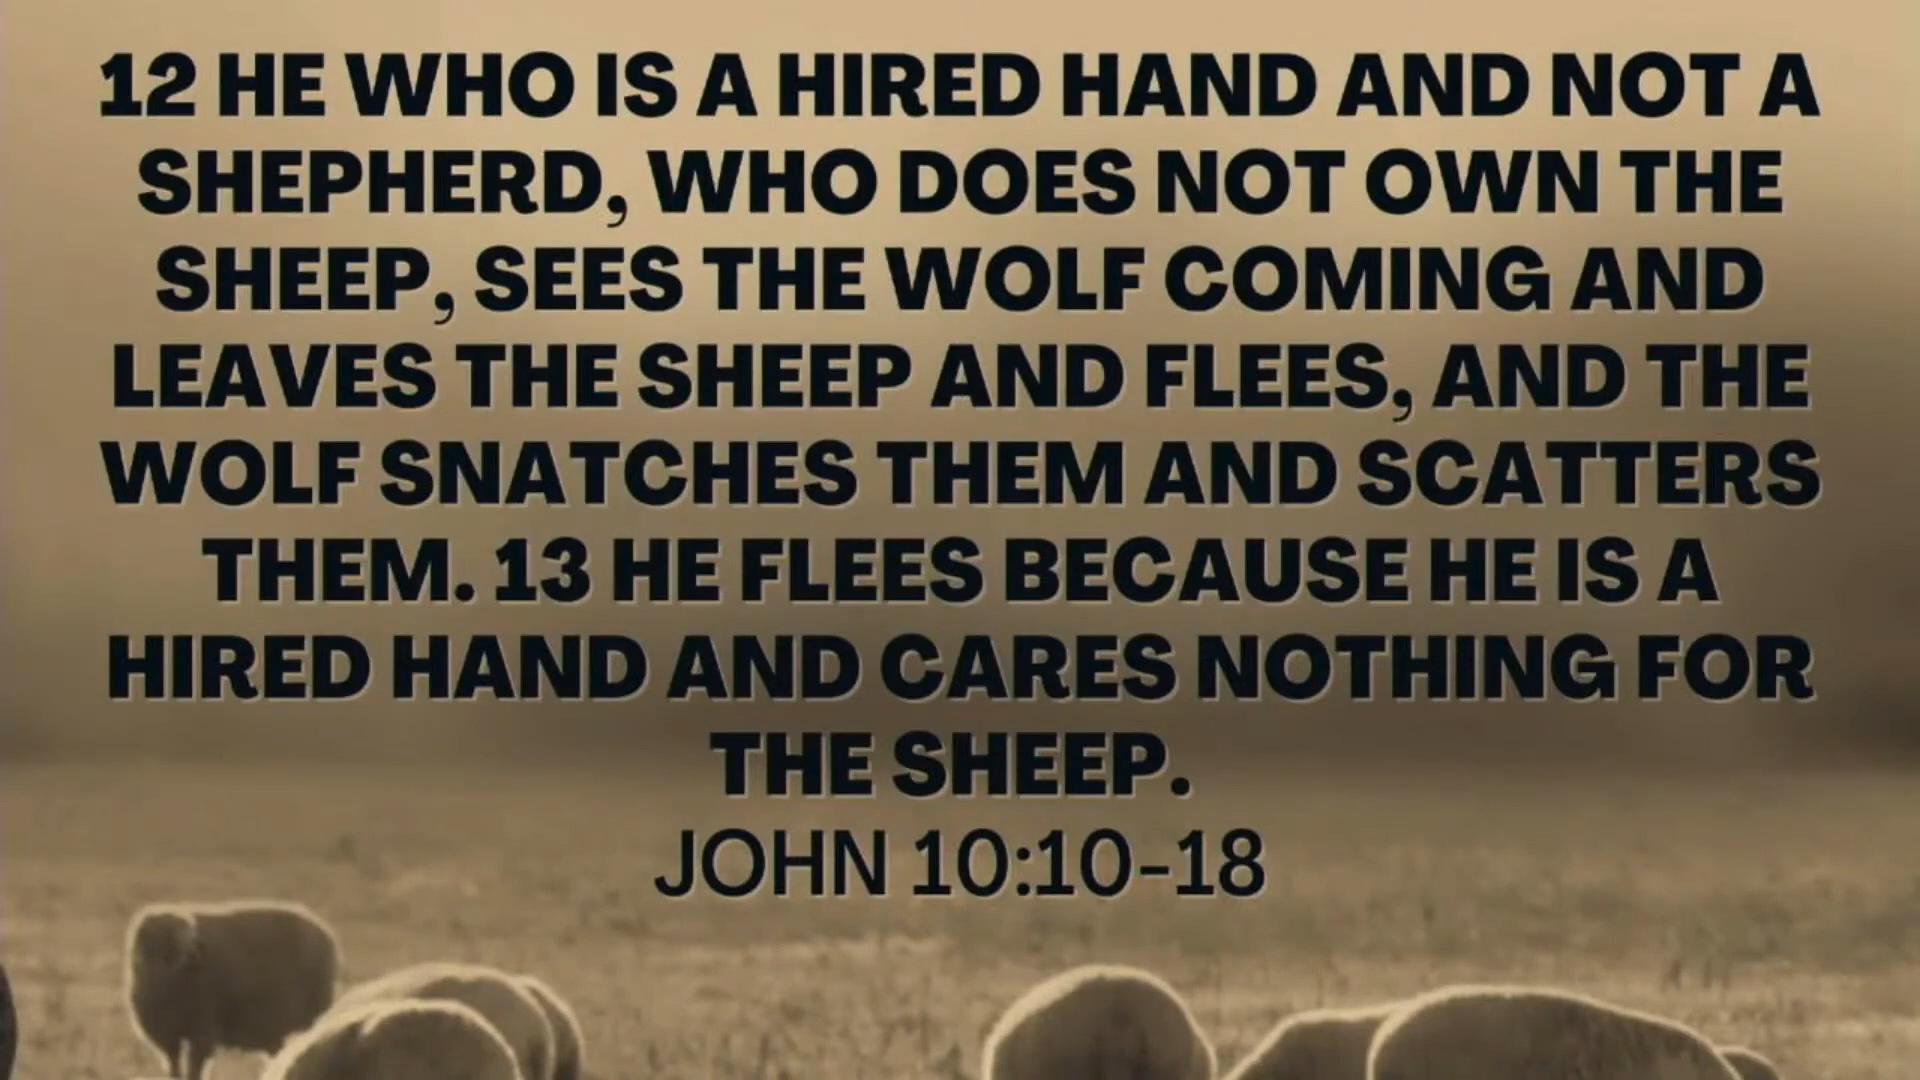 12 HE WHO IS A HIRED HAND AND NOT A
SHEPHERD, WHO DOES NOT OWN THE
SHEEP, SEES THE WOLF COMING AND
LEAVES THE SHEEP AND FLEES, AND THE
WOLF SNATCHES THEM AND SCATTERS
THEM. 13 HE FLEES BECAUSE HE IS A
HIRED HAND AND CARES NOTHING FOR
THE SHEEP.
JOHN 10:10-18